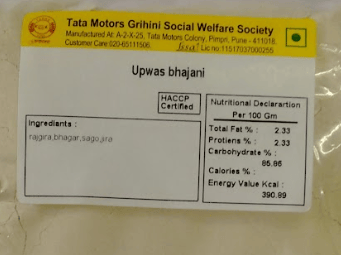 Tata Motors Grihini Social Welfare Society
Manufactured At: A-2-X-25, Tata Motors Colony, Pimpri, Pune - 411018.
Customer Care:020-65111506. fssai Lic no:11517037000255
Upwas bhajani
HACCP
Certified
Ingrediants :
rajgira,bhagar,sago,jira
Nutritional Declarartion
Per 100 Gm
Total Fat % : 2.33
Protiens % : 2.33
Carbohydrate % :
85.86
Calories % :
Energy Value Kcal :
390.89